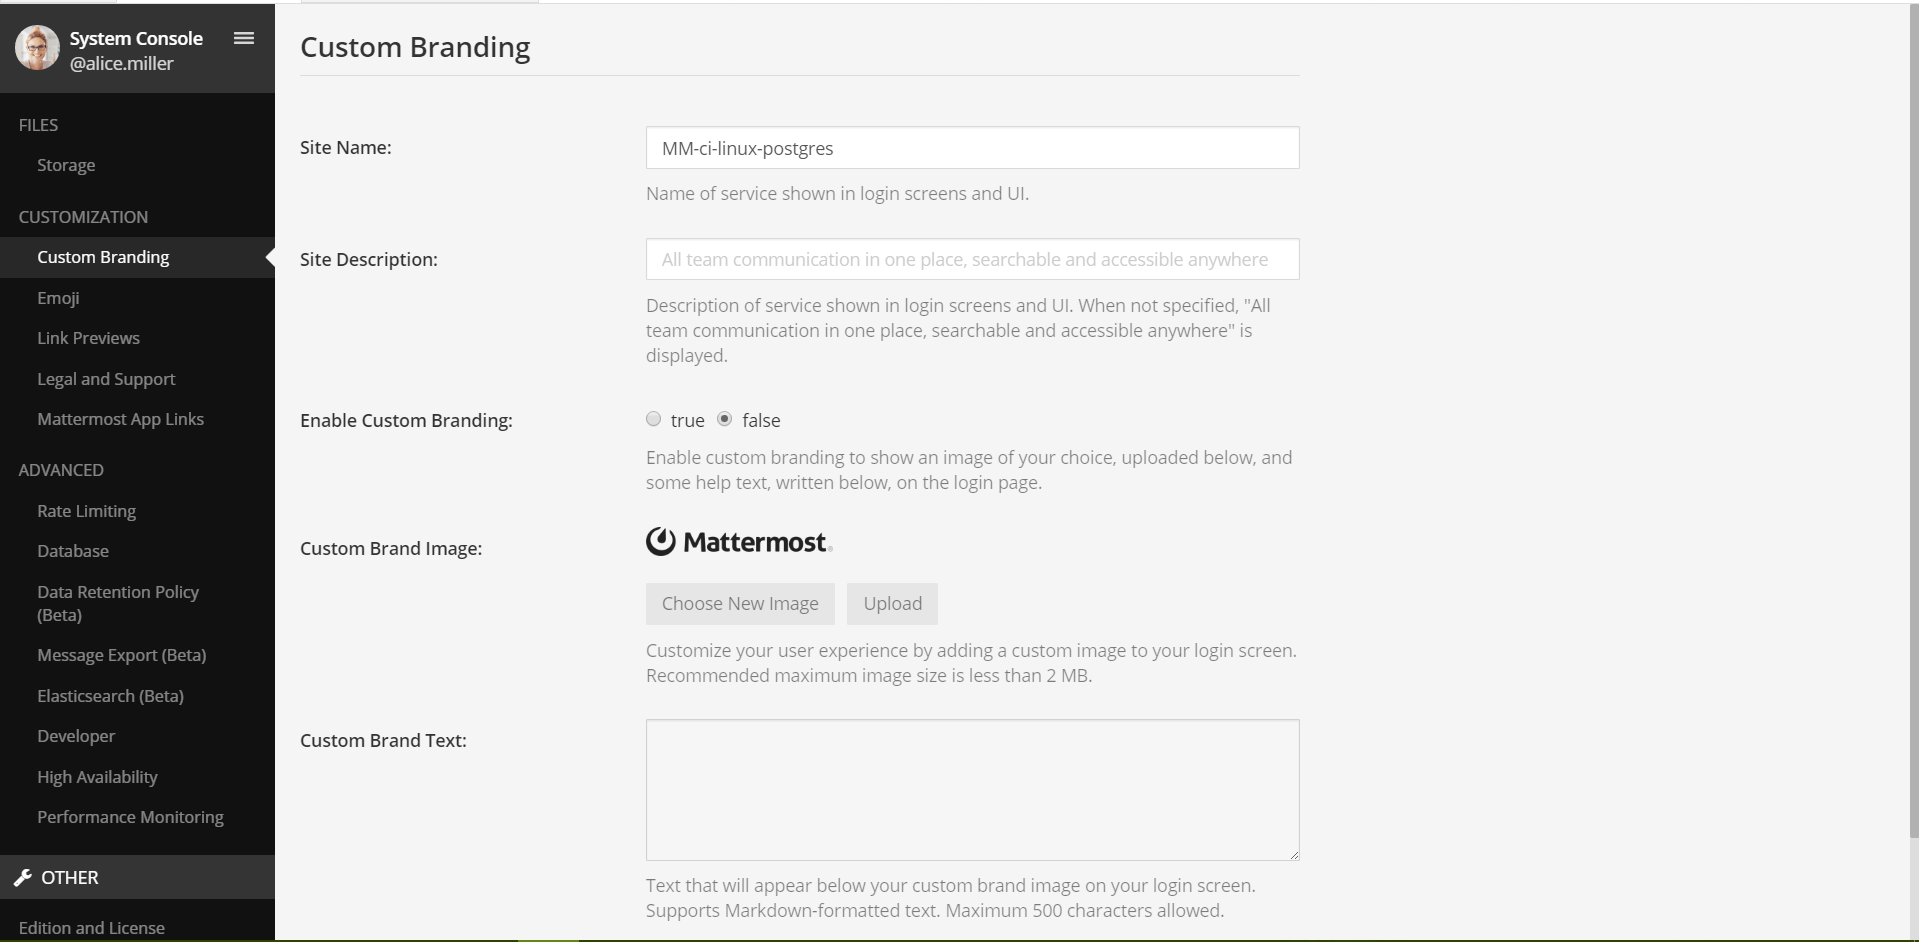 System Console
@alice.miller
FILES
Storage
CUSTOMIZATION
Custom Branding
Emoji
Link Previews
Legal and Support
Mattermost App Links
ADVANCED
Rate Limiting
Database
Data Retention Policy
(Beta)
Message Export (Beta)
Elasticsearch (Beta)
Developer
High Availability
Performance Monitoring
OTHER
Edition and License
Custom Branding
Site Name:
MM-ci-linux-postgres
Name of service shown in login screens and UI.
Site Description:
All team communication in one place, searchable and accessible anywhere
Description of service shown in login screens and UI. When not specified, "All
team communication in one place, searchable and accessible anywhere" is
displayed.
Enable Custom Branding:
true false
Enable custom branding to show an image of your choice, uploaded below, and
some help text, written below, on the login page.
Custom Brand Image:
Mattermost
Choose New Image Upload
Customize your user experience by adding a custom image to your login screen.
Recommended maximum image size is less than 2 MB.
Custom Brand Text:
Text that will appear below your custom brand image on your login screen.
Supports Markdown-formatted text. Maximum 500 characters allowed.